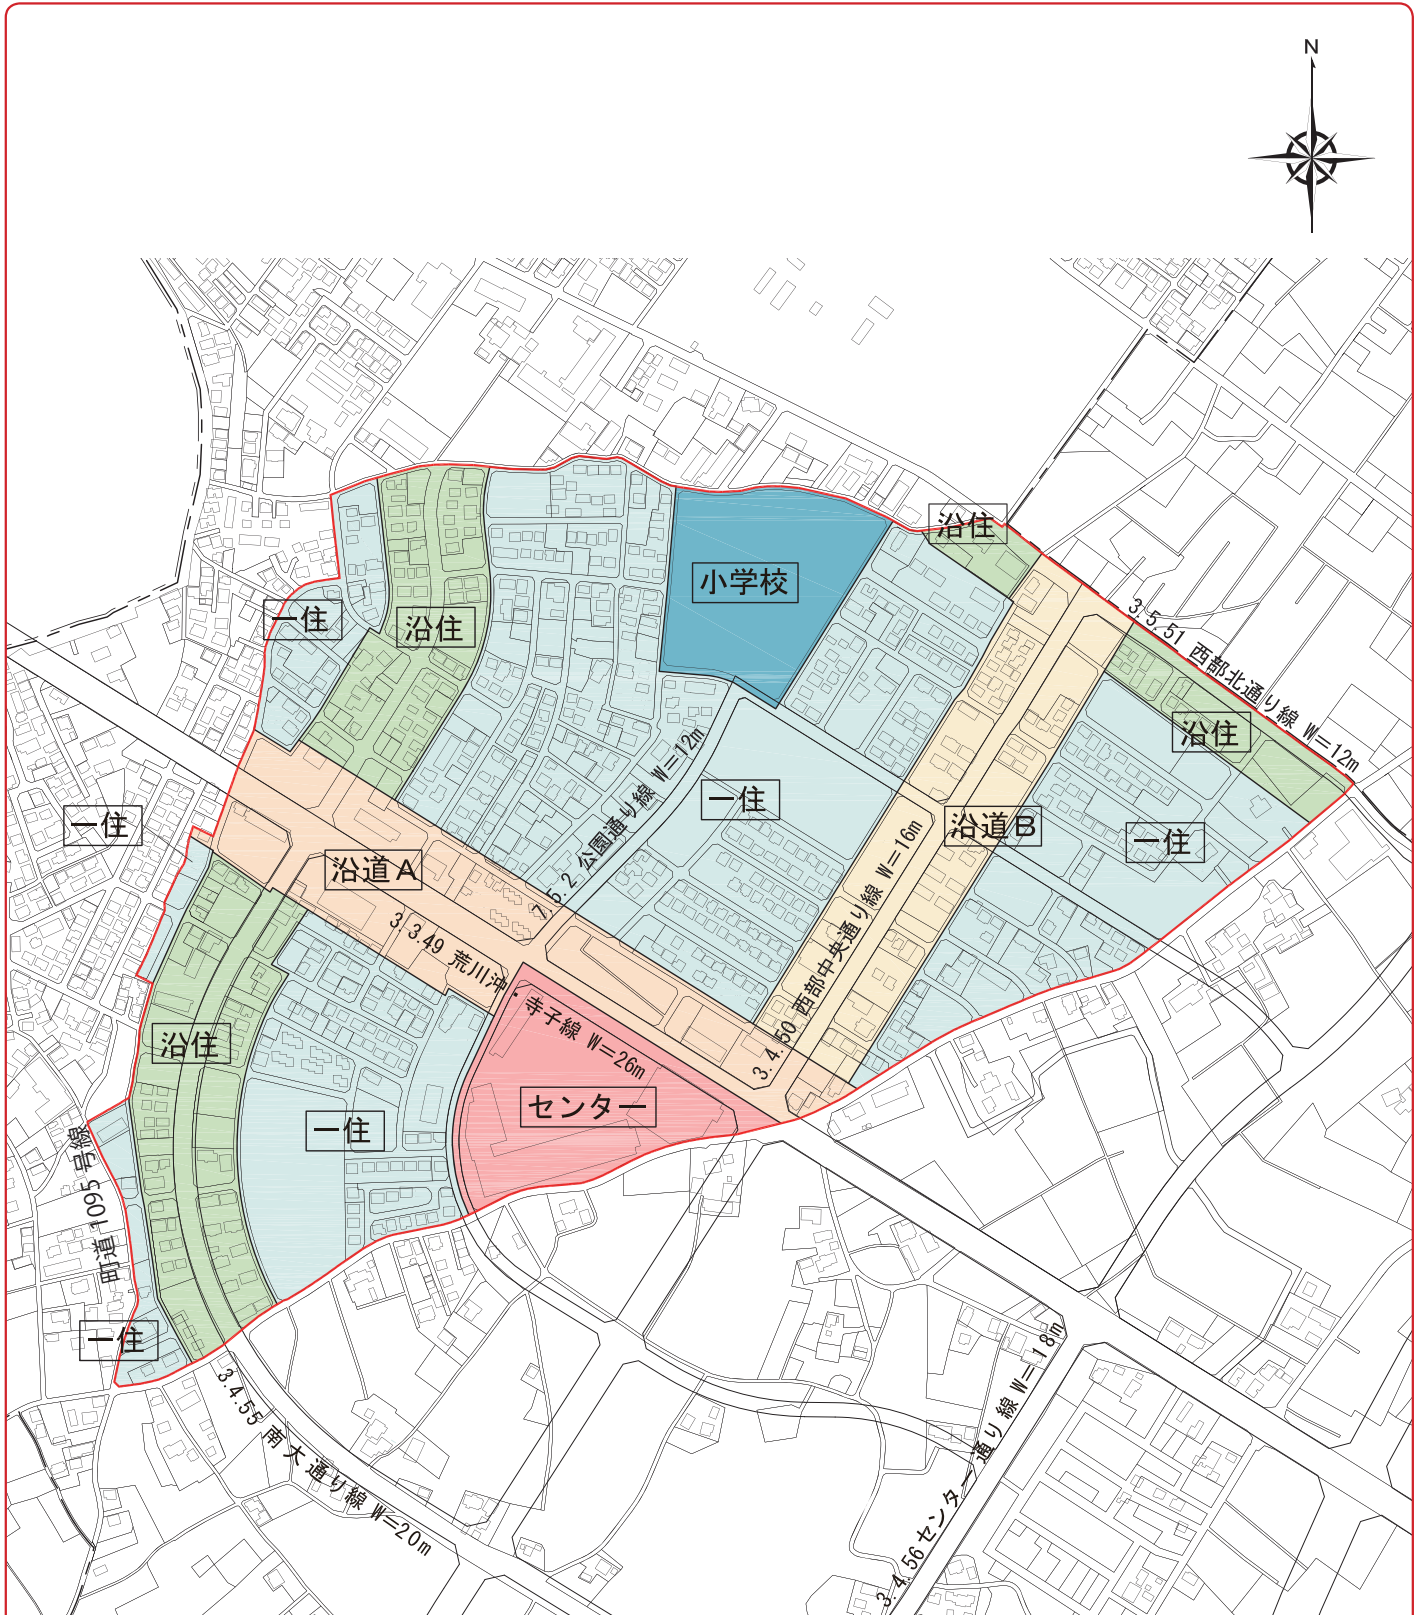 N
沿住
小学校
3.5.51 西部北通り線 W=12m
一住
沿住
沿住
7.5.2 公園通り線 W=12m
一住
一住
沿道B
一住
沿道A
3.4.50 西部中央通り線 W=16m
3.3.49 荒川沖・寺子線 W=26m
沿住
センター
一住
町道1095号線
一住
3.4.55 南大通り線 W=20m
3.4.56 センター通り線 W=18m